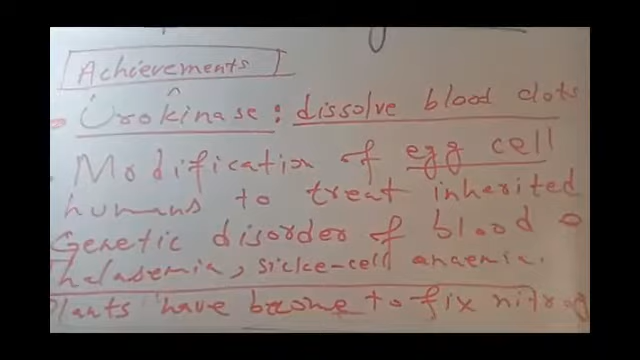 Achievements
Urokinase: dissolve blood clots
Modification of egg cell
humans to treat inherited
Genetic disorder of blood
Thalasemia, sickle-cell anaemia.
Plants have become to fix nitrog